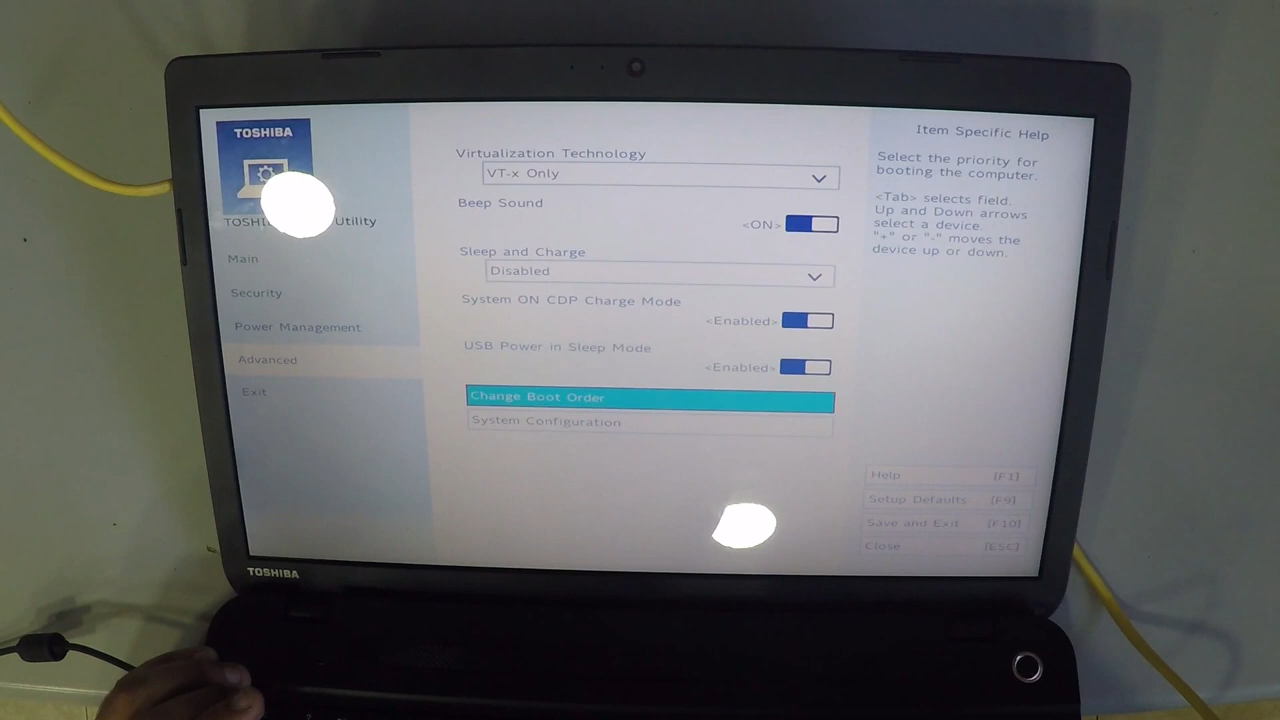 TOSHIBA
Utility
Main
Security
Power Management
Advanced
Exit
Virtualization Technology
VT-x Only
Beep Sound
<ON>
Sleep and Charge
Disabled
System ON CDP Charge Mode
<Enabled>
USB Power in Sleep Mode
<Enabled>
Change Boot Order
System Configuration
Item Specific Help
Select the priority for
booting the computer.
<Tab> selects field.
Up and Down arrows
select a device.
"+" or "-" moves the
device up or down.
Help [F1]
Setup Defaults [F9]
Save and Exit [F10]
Close [ESC]
TOSHIBA